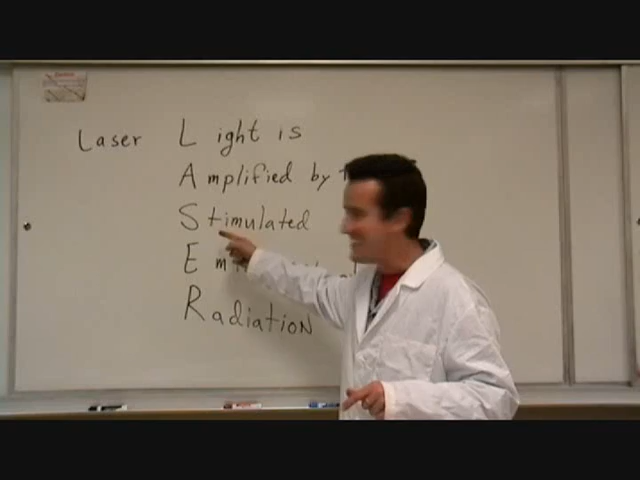 Laser Light is
Amplified by
Stimulated
Radiation